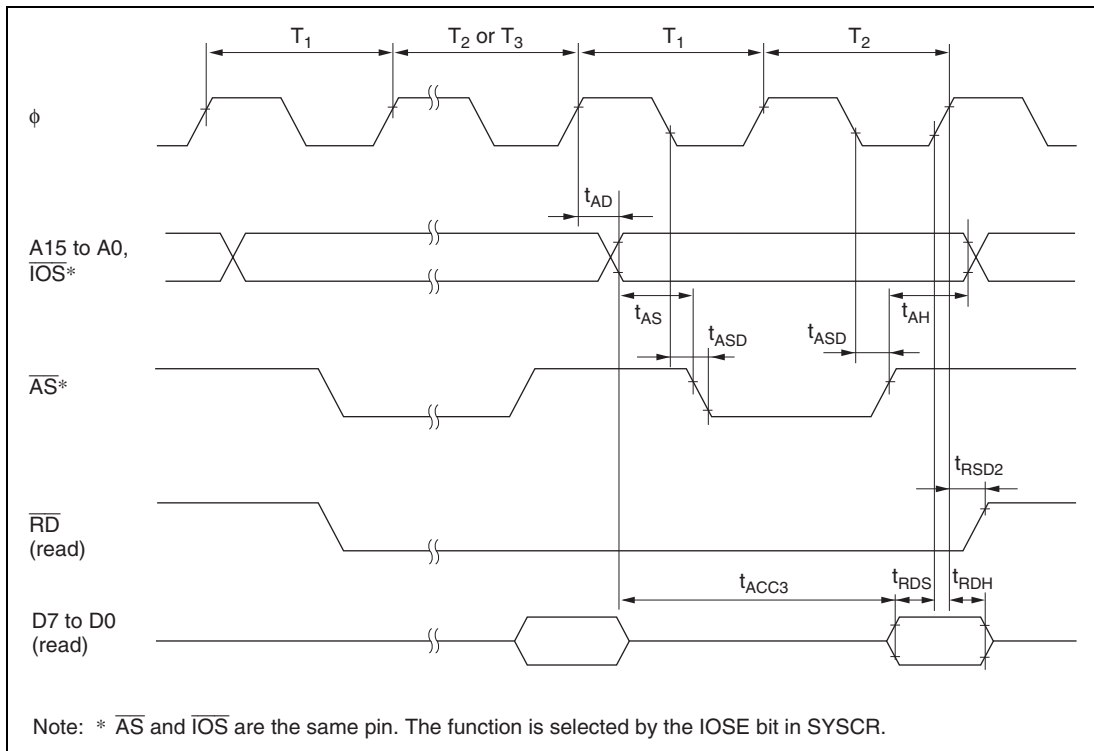 T1 T2 or T3 T1 T2
ϕ
tAD
A15 to A0,
IOS*
tAS tAH
tASD tASD
AS*
tRSD2
RD
(read)
tACC3 tRDS tRDH
D7 to D0
(read)
Note: * AS and IOS are the same pin. The function is selected by the IOSE bit in SYSCR.